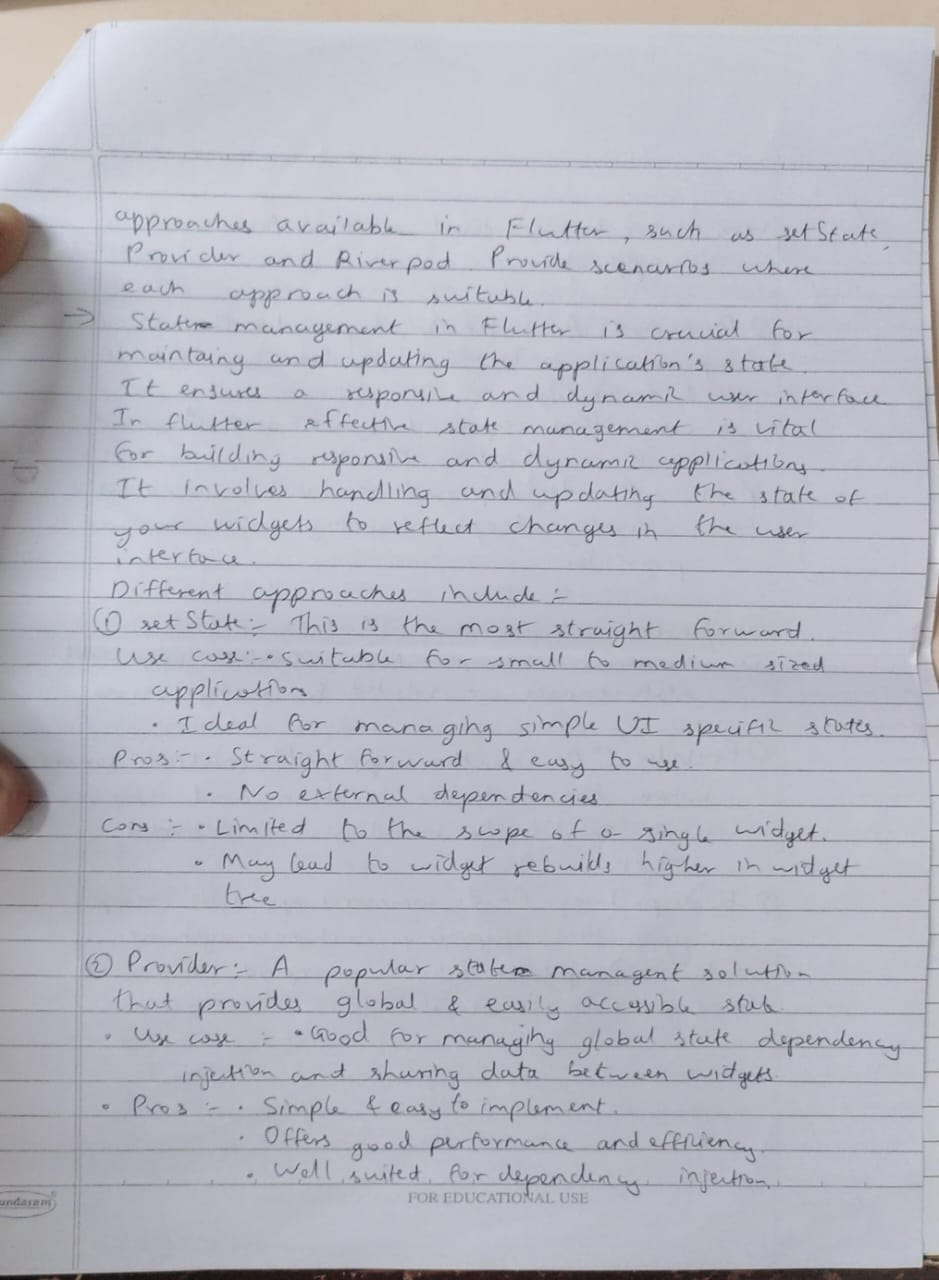 approaches available in Flutter, such as setState,
Provider and Riverpod. Provide scenarios where
each approach is suitable.
→ State management in Flutter is crucial for
maintaing and updating the application's state.
It ensures a responsive and dynamic user interface
In flutter effective state management is vital
for building responsive and dynamic applications.
It involves handling and updating the state of
your widgets to reflect changes in the user
interface.
Different approaches include :-
① setState :- This is the most straight forward.
Use case :- • suitable for small to medium sized
application
• Ideal for managing simple UI specific states.
Pros :- • Straight forward & easy to use.
• No external dependencies
Cons :- • Limited to the scope of a single widget.
• May lead to widget rebuilds higher in widget
tree
② Provider :- A popular state managent solution
that provides global & easily accessible state.
• Use case :- • Good for managing global state dependency
injection and sharing data between widgets.
• Pros :- • Simple & easy to implement.
• Offers good performance and efficiency.
• Well suited for dependency injection.
FOR EDUCATIONAL USE